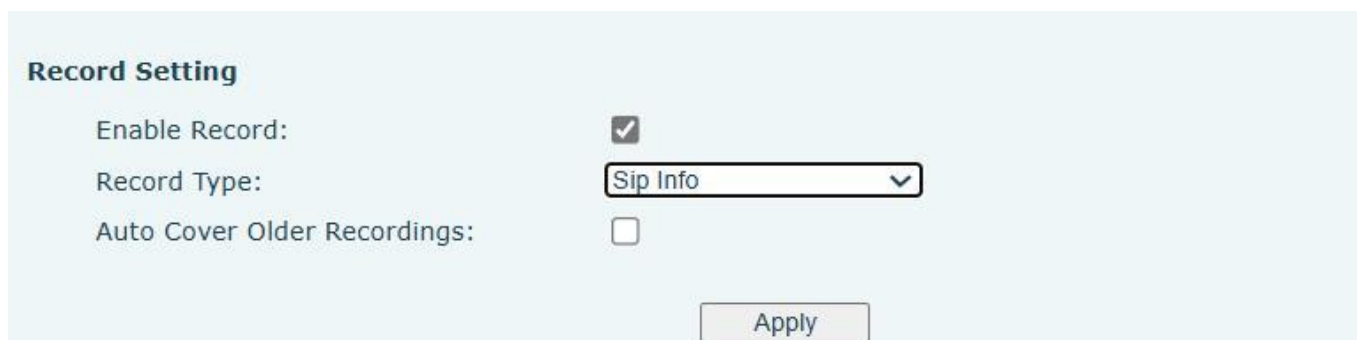 Record Setting
Enable Record:
Record Type: Sip Info
Auto Cover Older Recordings:
Apply